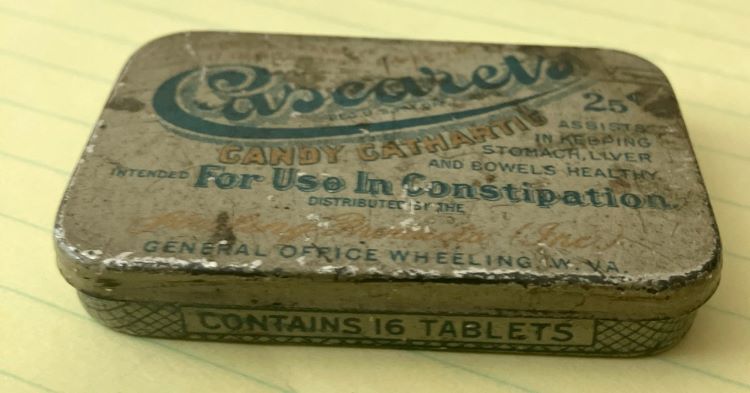 Cascarets
25¢
CANDY CATHARTIC
ASSISTS
IN KEEPING
STOMACH, LIVER
AND BOWELS HEALTHY.
INTENDED For Use In Constipation.
DISTRIBUTED BY THE
(Inc.)
GENERAL OFFICE WHEELING, W. VA.
CONTAINS 16 TABLETS